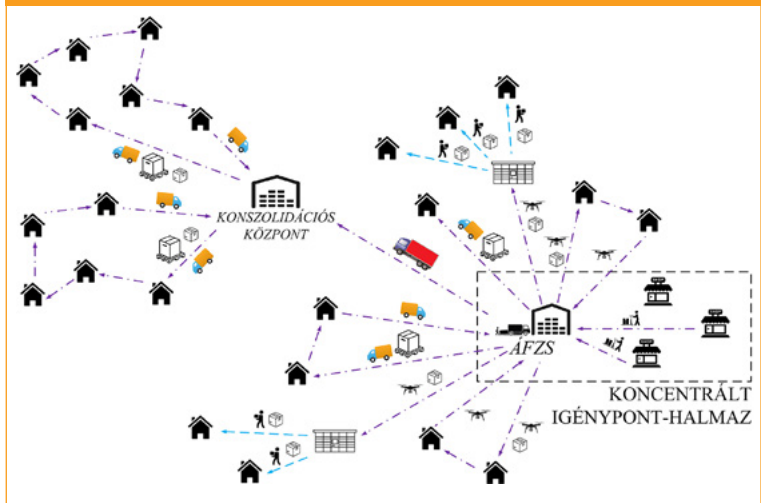 KONSZOLIDÁCIÓS
KÖZPONT
ÁFZS
KONCENTRÁLT
IGÉNYPONT-HALMAZ